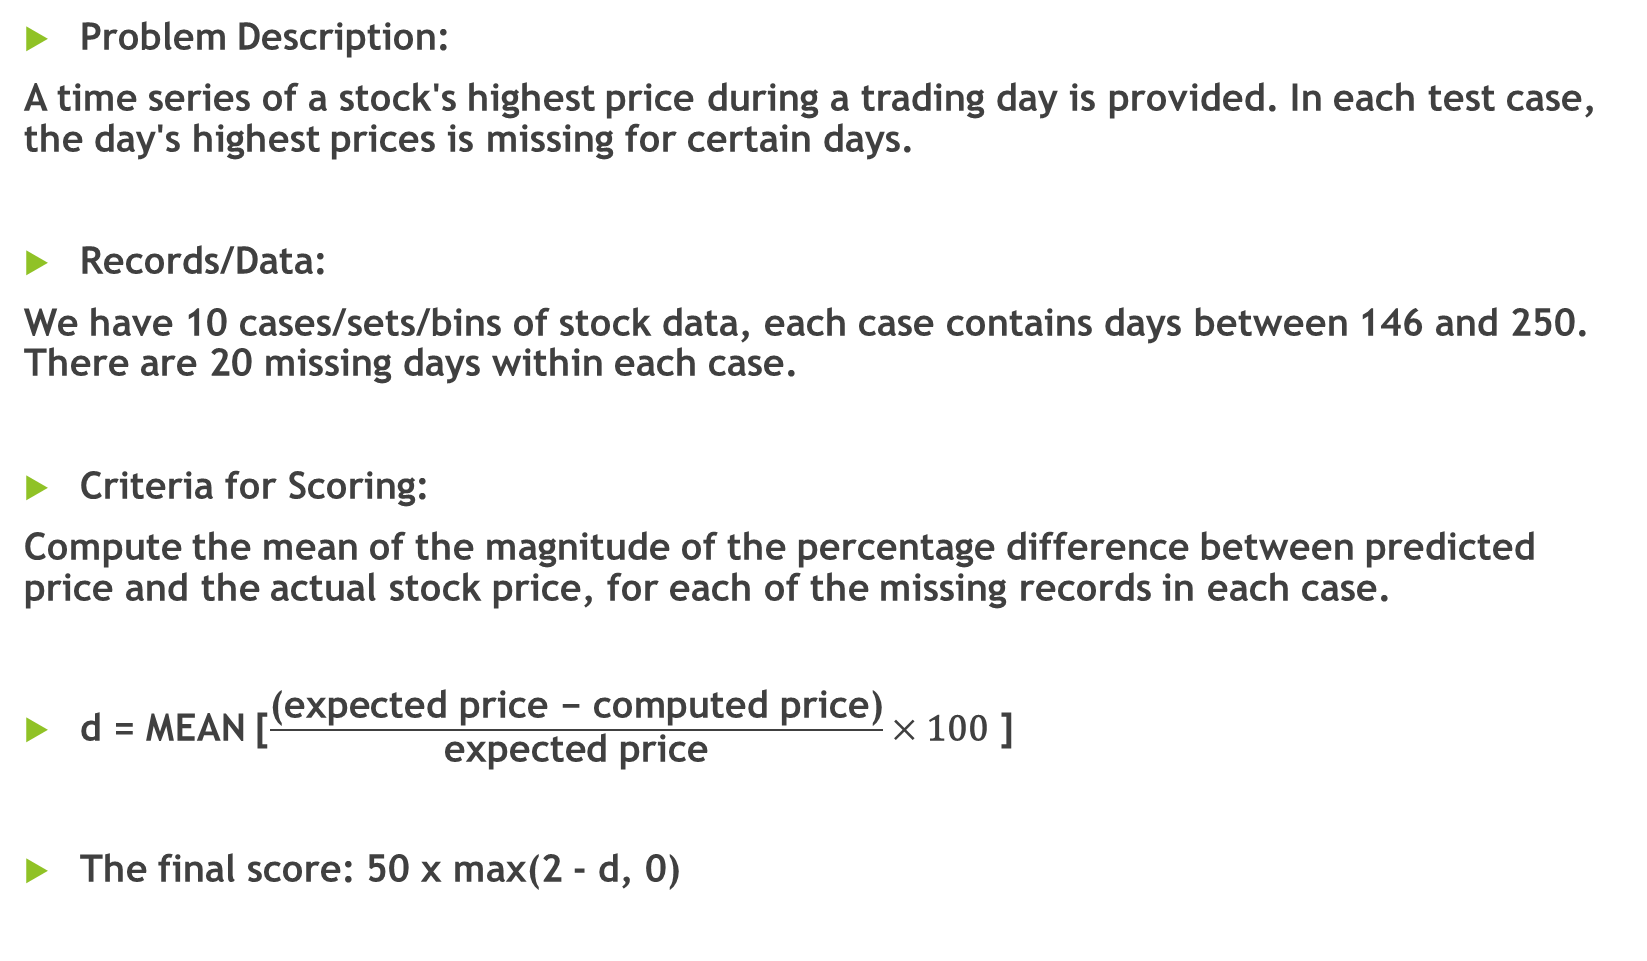 Problem Description:
A time series of a stock's highest price during a trading day is provided. In each test case,
the day's highest prices is missing for certain days.
Records/Data:
We have 10 cases/sets/bins of stock data, each case contains days between 146 and 250.
There are 20 missing days within each case.
Criteria for Scoring:
Compute the mean of the magnitude of the percentage difference between predicted
price and the actual stock price, for each of the missing records in each case.
d = MEAN [(expected price − computed price) / expected price × 100 ]
The final score: 50 x max(2 - d, 0)